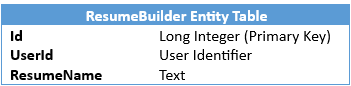 ResumeBuilder Entity Table
Id Long Integer (Primary Key)
UserId User Identifier
ResumeName Text